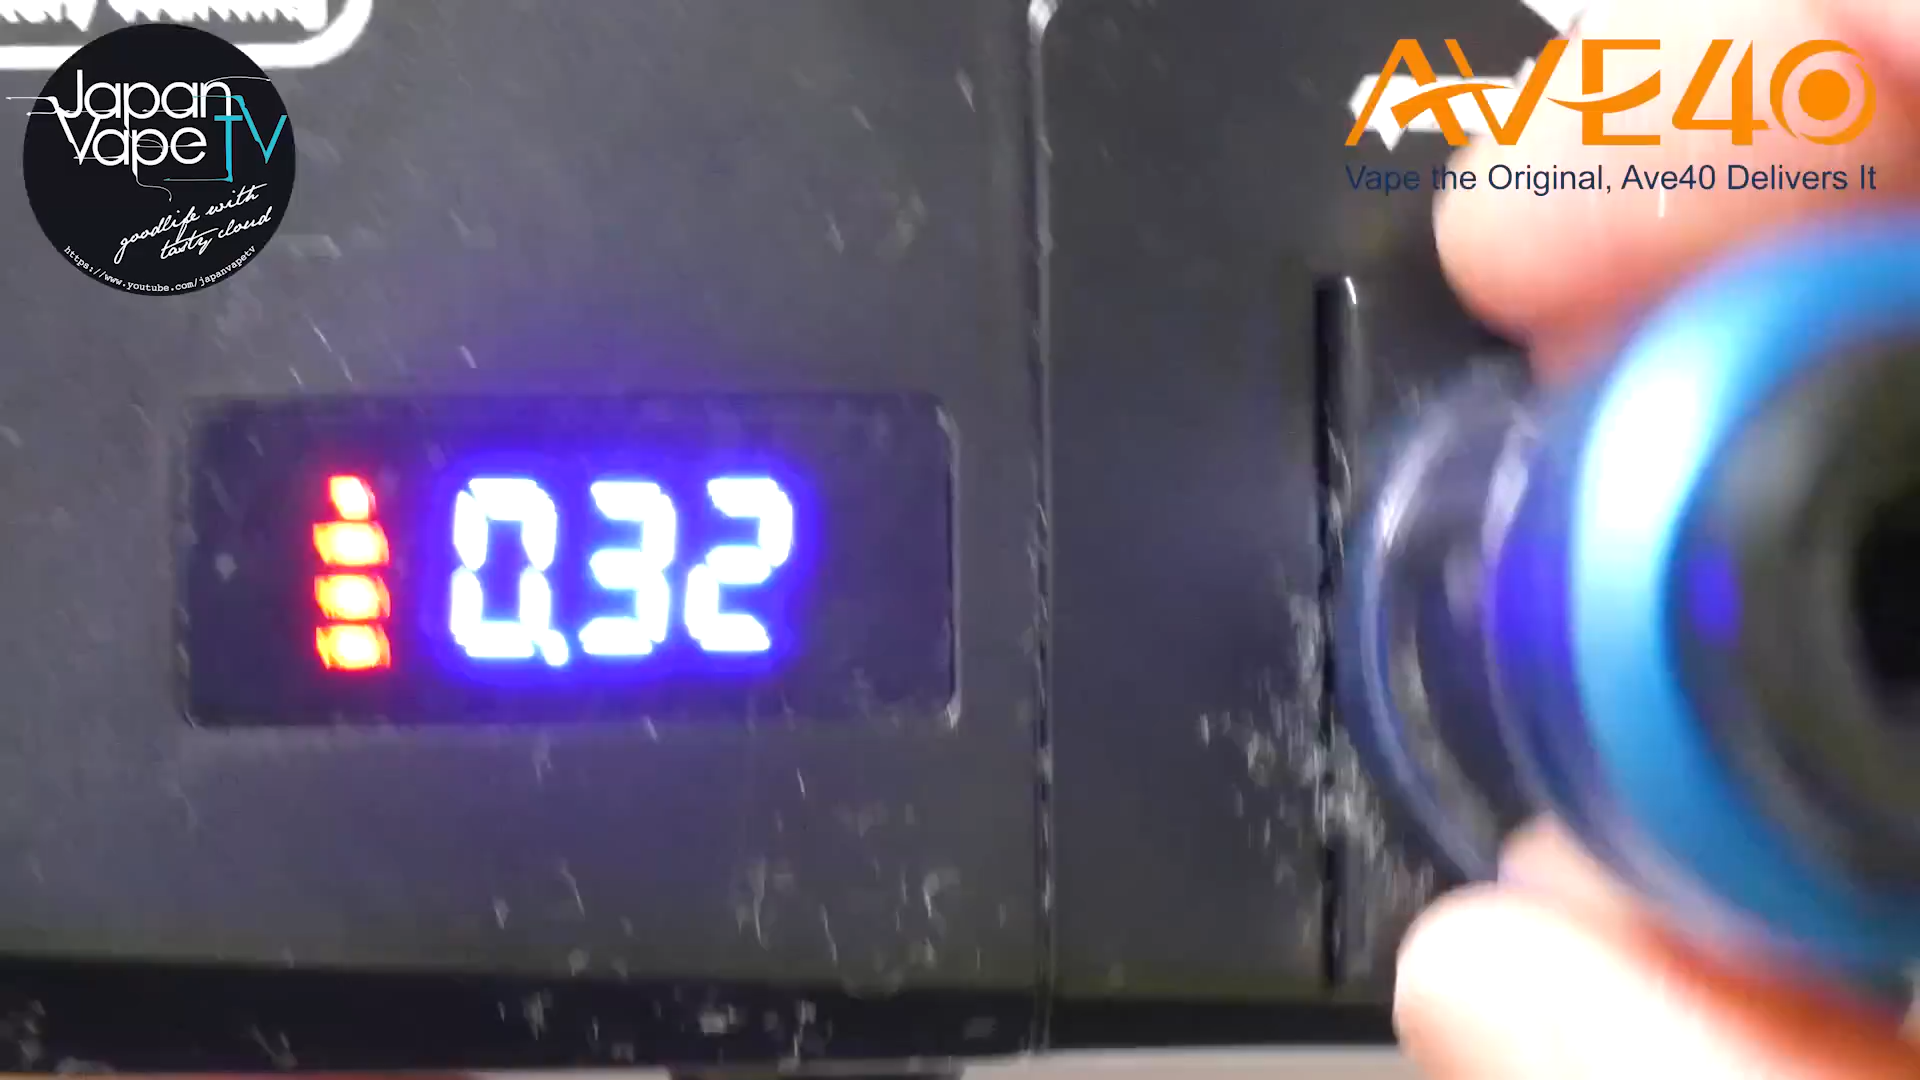 Japan
Vape TV
goodlife with
tasty cloud
https://www.youtube.com/japanvapetv
AVE40
Vape the Original, Ave40 Delivers It
0.32